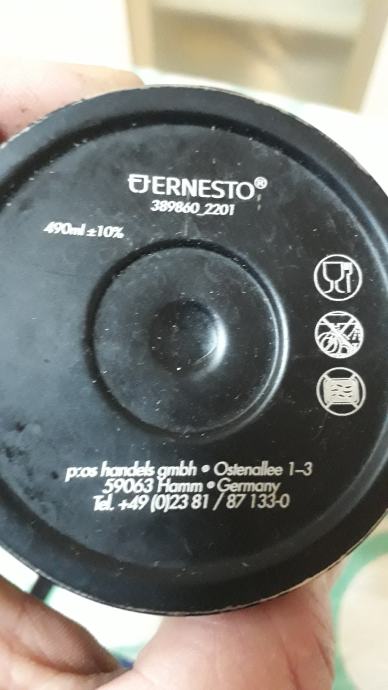 ERNESTO®
389860_2201
490ml ±10%
p:os handels gmbh • Ostenallee 1–3
59063 Hamm • Germany
Tel. +49 (0)23 81 / 87 133-0